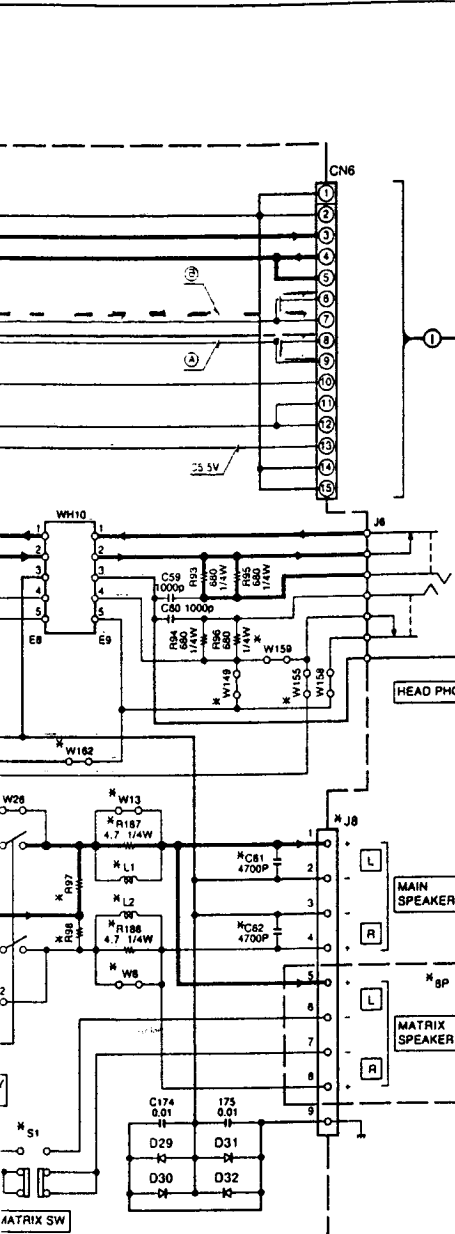 CN6
1
2
3
4
5
B
6
7
8
A
9
10
11
12
13
14
15
I
WH10
J6
1 1
2 2
3 3
4 4
5 5
E8 E9
R93 680 1/4W
R95 680 1/4W
C59
1000p
C60 1000p
R94 680 1/4W
R96 680 1/4W
*
W159
* W149
* W155
W158
HEAD PHO
* W162
W26
* W13
* R187
4.7 1/4W
* L1
* L2
* R188
4.7 1/4W
* W6
* R97
* R98
* C61
4700P
* C62
4700P
* J8
1 +
L
2 -
MAIN
SPEAKER
3 -
R
4 +
5 +
* 8P
L
6 -
MATRIX
SPEAKER
7 -
R
8 +
9
2
Y
* S1
MATRIX SW
C174
0.01
175
0.01
D29 D31
D30 D32